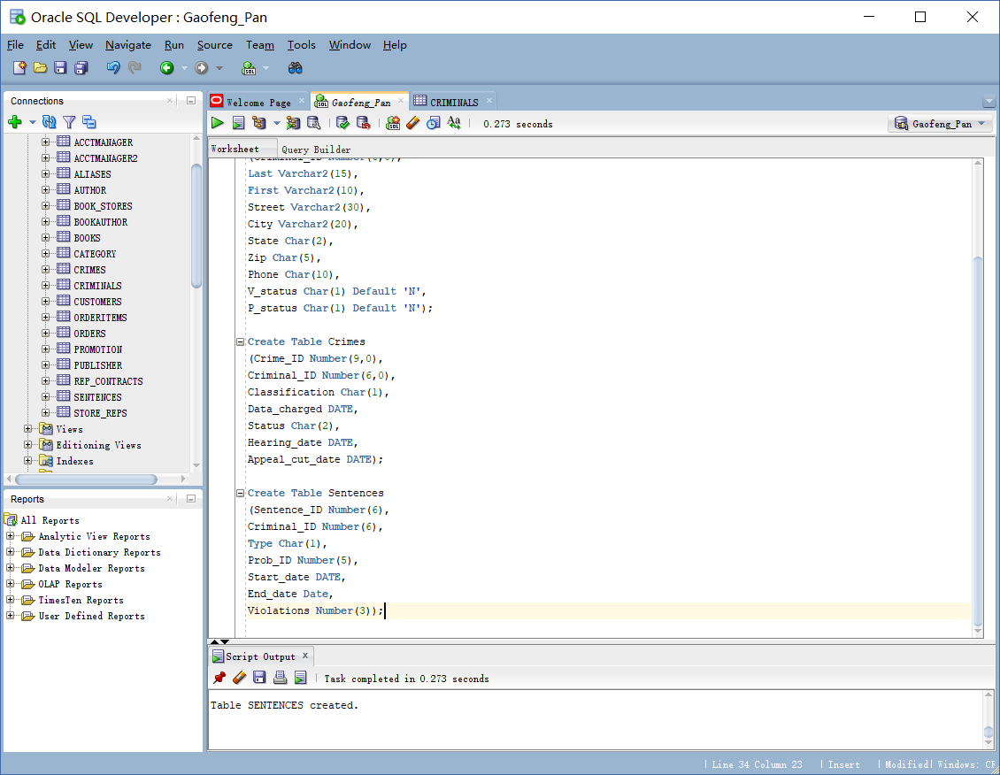 Oracle SQL Developer : Gaofeng_Pan
File Edit View Navigate Run Source Team Tools Window Help
Connections
ACCTMANAGER
ACCTMANAGER2
ALIASES
AUTHOR
BOOK_STORES
BOOKAUTHOR
BOOKS
CATEGORY
CRIMES
CRIMINALS
CUSTOMERS
ORDERITEMS
ORDERS
PROMOTION
PUBLISHER
REP_CONTRACTS
SENTENCES
STORE_REPS
Views
Editioning Views
Indexes
Reports
All Reports
Analytic View Reports
Data Dictionary Reports
Data Modeler Reports
OLAP Reports
TimesTen Reports
User Defined Reports
Welcome Page Gaofeng_Pan CRIMINALS
0.273 seconds
Gaofeng_Pan
Worksheet Query Builder
(Criminal_ID Number(6,0),
Last Varchar2(15),
First Varchar2(10),
Street Varchar2(30),
City Varchar2(20),
State Char(2),
Zip Char(5),
Phone Char(10),
V_status Char(1) Default 'N',
P_status Char(1) Default 'N');
Create Table Crimes
(Crime_ID Number(9,0),
Criminal_ID Number(6,0),
Classification Char(1),
Data_charged DATE,
Status Char(2),
Hearing_date DATE,
Appeal_cut_date DATE);
Create Table Sentences
(Sentence_ID Number(6),
Criminal_ID Number(6),
Type Char(1),
Prob_ID Number(5),
Start_date DATE,
End_date Date,
Violations Number(3));
Script Output
Task completed in 0.273 seconds
Table SENTENCES created.
Line 34 Column 23 Insert Modified Windows: CR